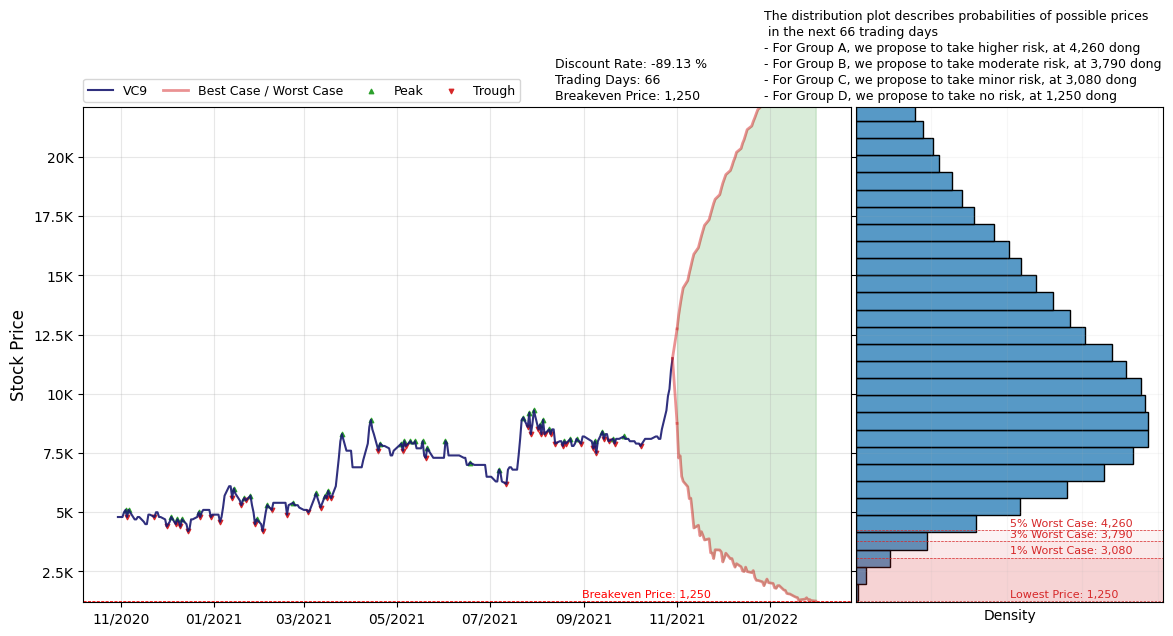 The distribution plot describes probabilities of possible prices
in the next 66 trading days
- For Group A, we propose to take higher risk, at 4,260 dong
- For Group B, we propose to take moderate risk, at 3,790 dong
- For Group C, we propose to take minor risk, at 3,080 dong
- For Group D, we propose to take no risk, at 1,250 dong
Discount Rate: -89.13 %
Trading Days: 66
Breakeven Price: 1,250
VC9 Best Case / Worst Case Peak Trough
Stock Price
20K
17.5K
15K
12.5K
10K
7.5K
5K
2.5K
5% Worst Case: 4,260
3% Worst Case: 3,790
1% Worst Case: 3,080
Breakeven Price: 1,250
Lowest Price: 1,250
11/2020 01/2021 03/2021 05/2021 07/2021 09/2021 11/2021 01/2022
Density